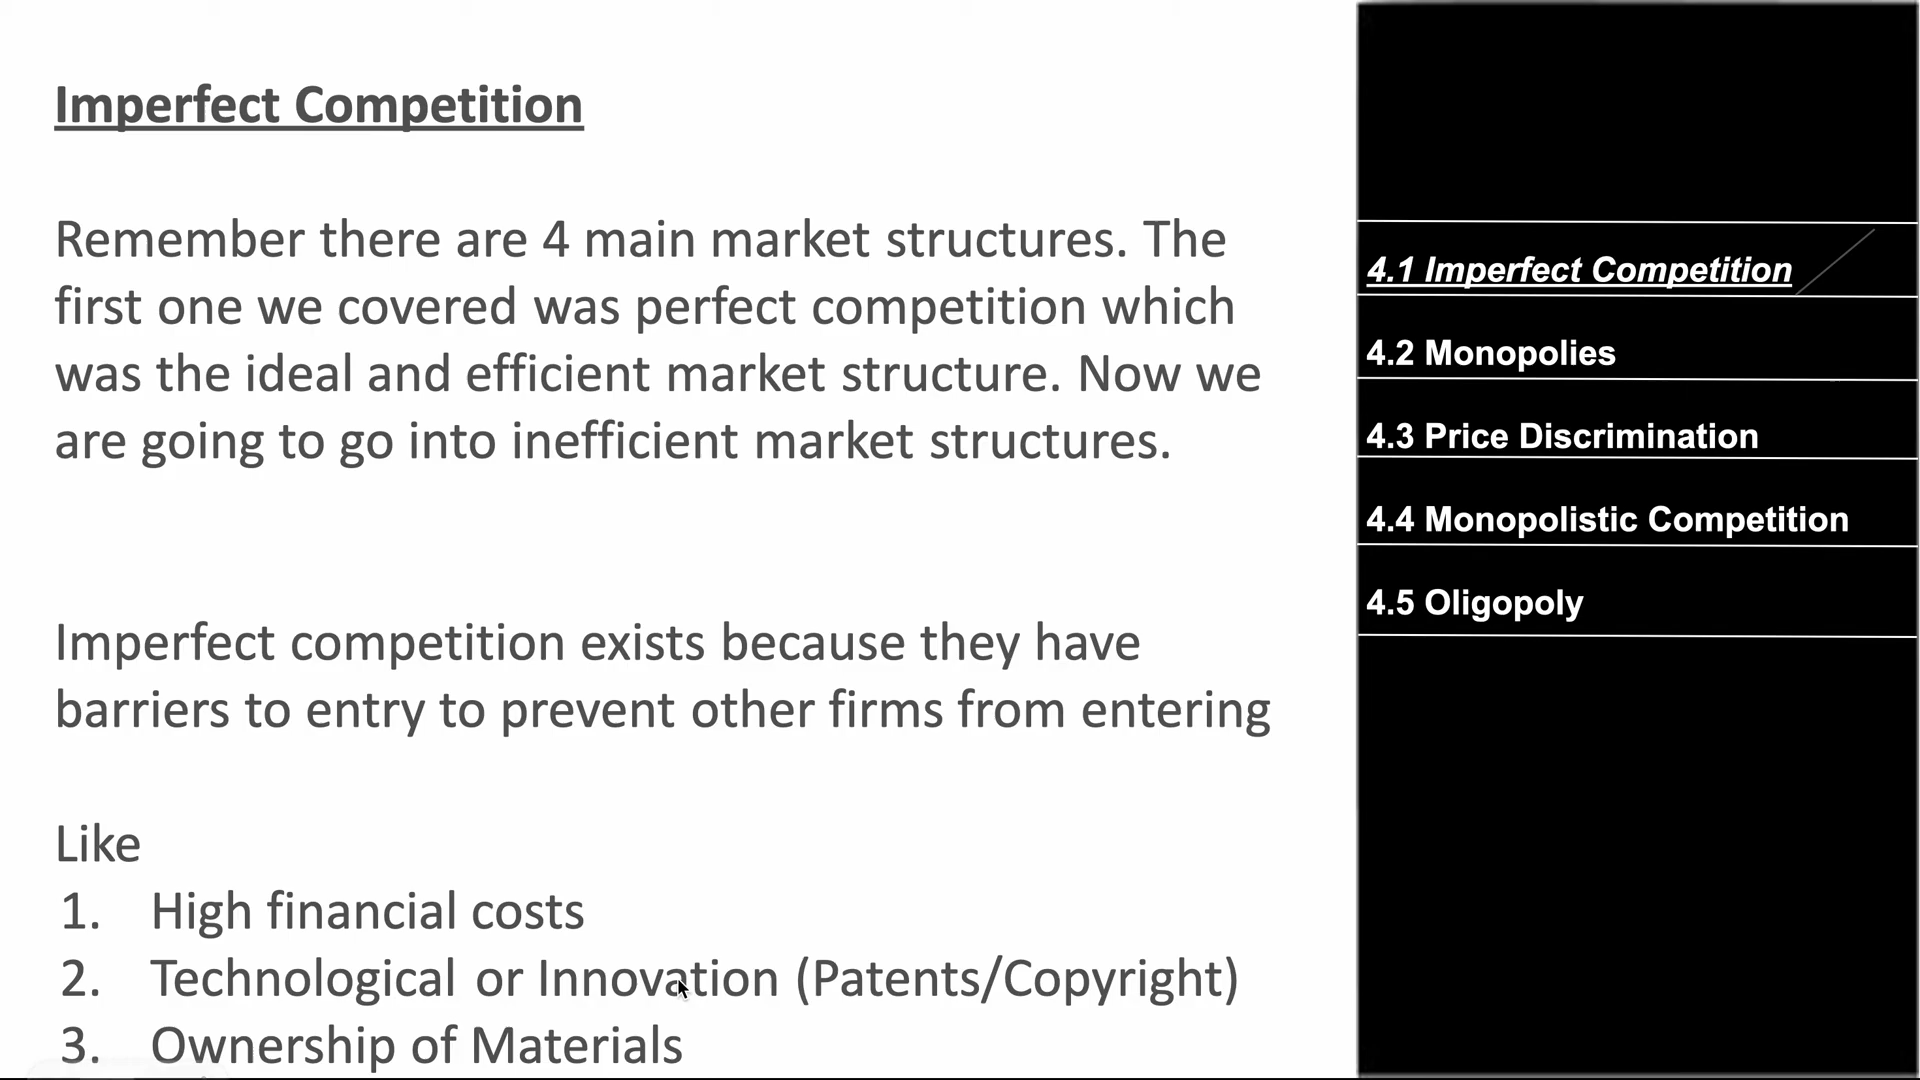 Imperfect Competition
Remember there are 4 main market structures. The
first one we covered was perfect competition which
was the ideal and efficient market structure. Now we
are going to go into inefficient market structures.
Imperfect competition exists because they have
barriers to entry to prevent other firms from entering
Like
1. High financial costs
2. Technological or Innovation (Patents/Copyright)
3. Ownership of Materials
4.1 Imperfect Competition
4.2 Monopolies
4.3 Price Discrimination
4.4 Monopolistic Competition
4.5 Oligopoly